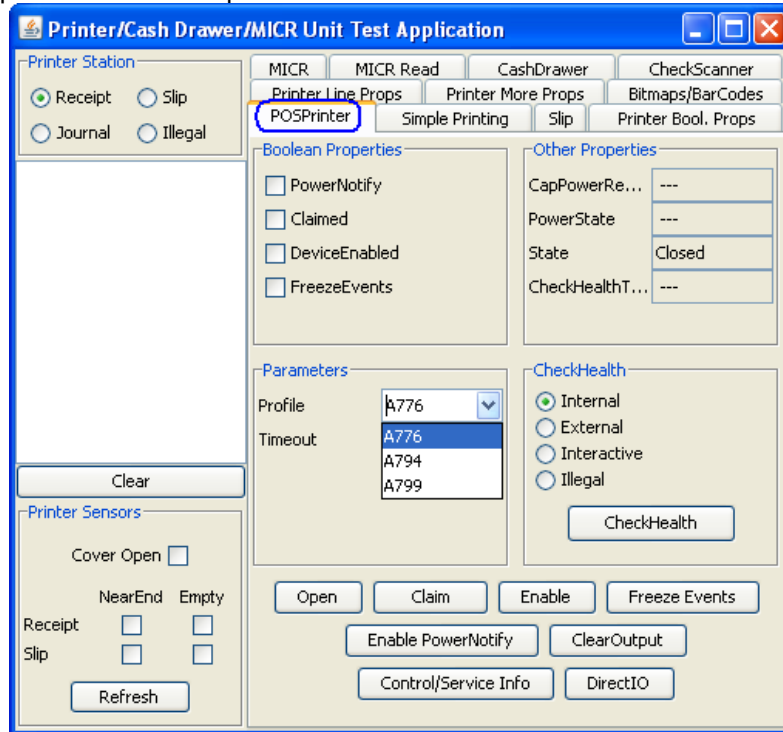 Printer/Cash Drawer/MICR Unit Test Application
Printer Station
Receipt Slip
Journal Illegal
Clear
Printer Sensors
Cover Open
NearEnd Empty
Receipt
Slip
Refresh
MICR MICR Read CashDrawer CheckScanner
Printer Line Props Printer More Props Bitmaps/BarCodes
POSPrinter Simple Printing Slip Printer Bool. Props
Boolean Properties
PowerNotify
Claimed
DeviceEnabled
FreezeEvents
Other Properties
CapPowerRe... ---
PowerState ---
State Closed
CheckHealthT... ---
Parameters
Profile A776
Timeout A776
A794
A799
CheckHealth
Internal
External
Interactive
Illegal
CheckHealth
Open Claim Enable Freeze Events
Enable PowerNotify ClearOutput
Control/Service Info DirectIO